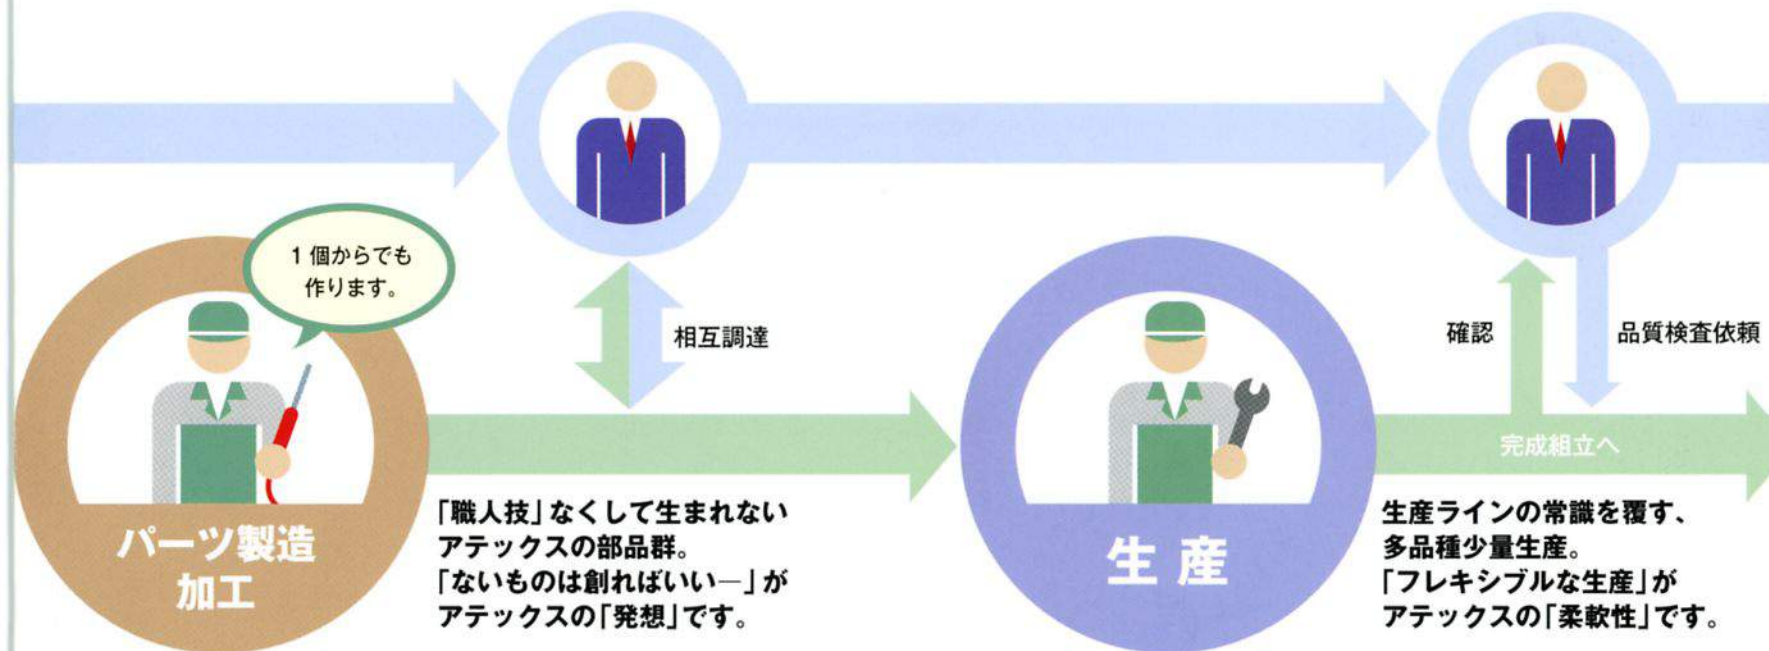 1個からでも
作ります。
相互調達
確認
品質検査依頼
完成組立へ
パーツ製造
加工
「職人技」なくして生まれない
アテックスの部品群。
「ないものは創ればいい―」が
アテックスの「発想」です。
生産
生産ラインの常識を覆す、
多品種少量生産。
「フレキシブルな生産」が
アテックスの「柔軟性」です。